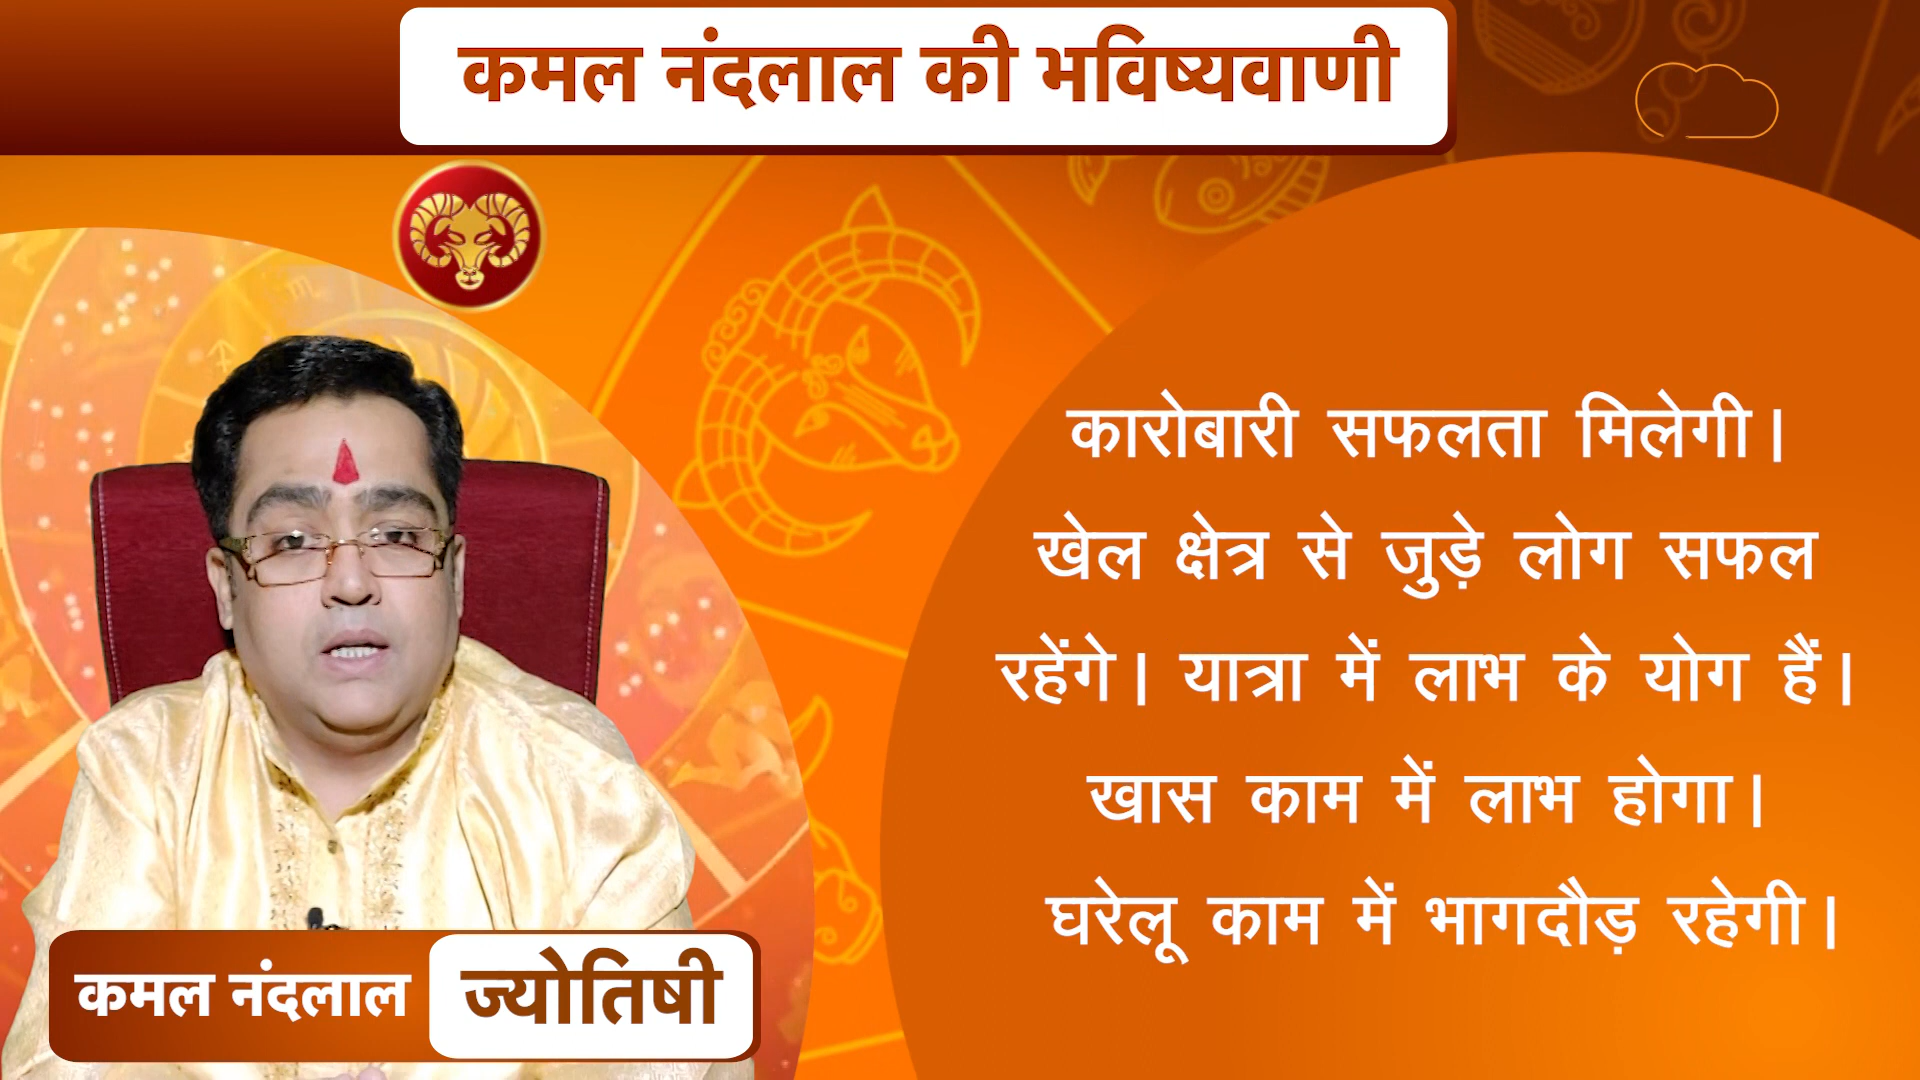 कमल नंदलाल की भविष्यवाणी
कारोबारी सफलता मिलेगी।
खेल क्षेत्र से जुड़े लोग सफल
रहेंगे। यात्रा में लाभ के योग हैं।
खास काम में लाभ होगा।
घरेलू काम में भागदौड़ रहेगी।
कमल नंदलाल ज्योतिषी